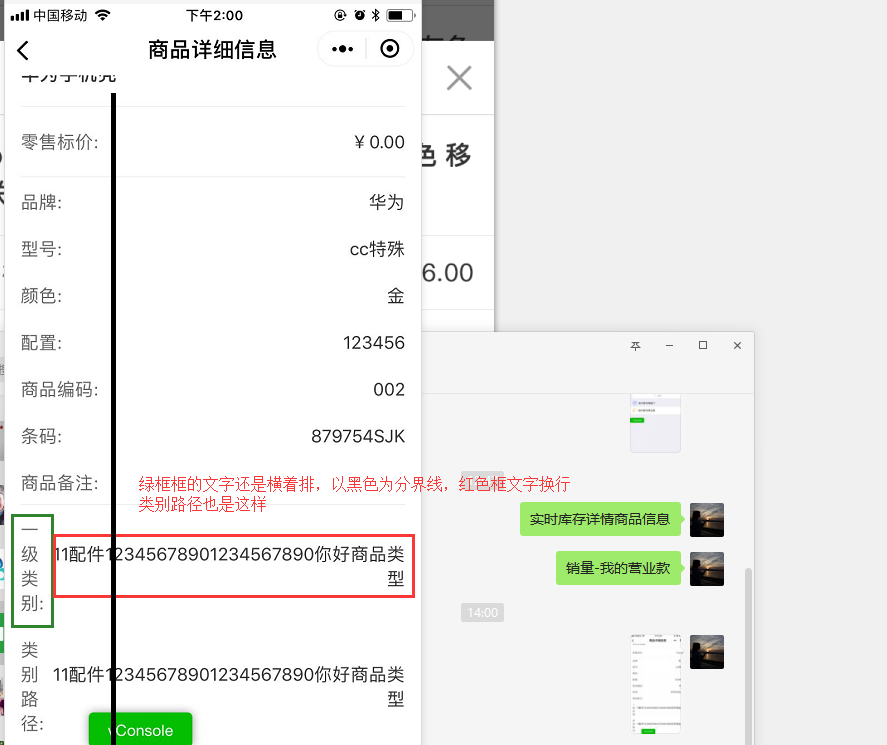 中国移动
下午2:00
商品详细信息
零售标价:
¥ 0.00
品牌:
华为
型号:
cc特殊
颜色:
金
配置:
123456
商品编码:
002
条码:
879754SJK
商品备注:
绿框框的文字还是横着排，以黑色为分界线，红色框文字换行
类别路径也是这样
一
级
类
别:
11配件12345678901234567890你好商品类
型
类
别
路
径:
11配件12345678901234567890你好商品类
型
vConsole
色 移
6.00
实时库存详情商品信息
销量-我的营业款
14:00